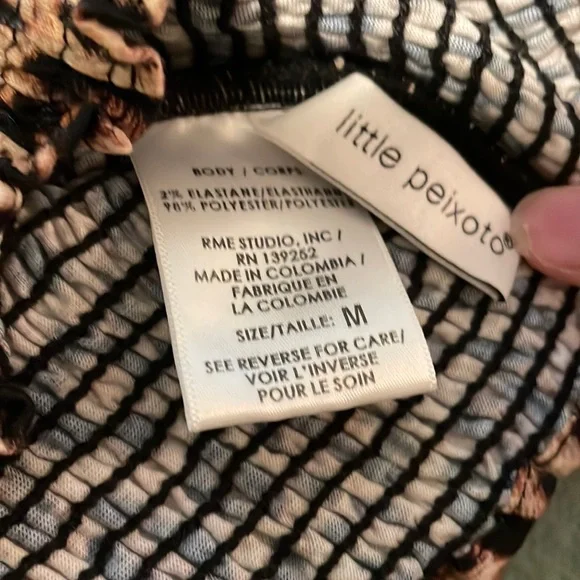 little peixoto®
BODY / CORPS
2% ELASTANE/ELASTHANNE
98% POLYESTER/POLYESTER
RME STUDIO, INC /
RN 139252
MADE IN COLOMBIA /
FABRIQUE EN
LA COLOMBIE
SIZE/TAILLE: M
SEE REVERSE FOR CARE/
VOIR L'INVERSE
POUR LE SOIN